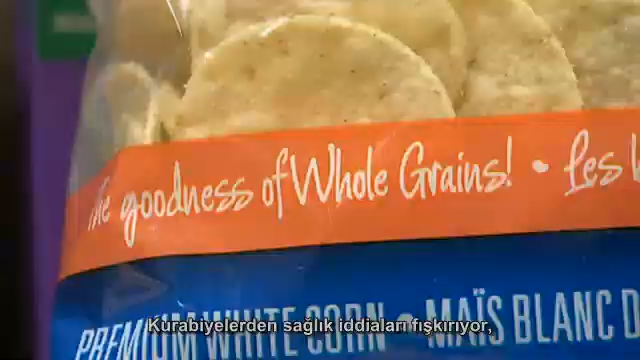 The goodness of Whole Grains! • Les
PREMIUM WHITE CORN • MAÏS BLANC D
Kurabiyelerden sağlık iddiaları fışkırıyor,